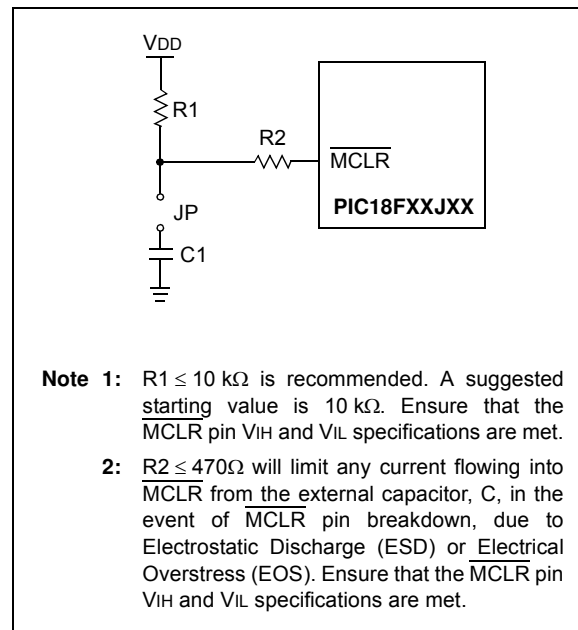 VDD
R1
R2
MCLR
PIC18FXXJXX
JP
C1
Note 1: R1 ≤ 10 kΩ is recommended. A suggested
starting value is 10 kΩ. Ensure that the
MCLR pin VIH and VIL specifications are met.
2: R2 ≤ 470Ω will limit any current flowing into
MCLR from the external capacitor, C, in the
event of MCLR pin breakdown, due to
Electrostatic Discharge (ESD) or Electrical
Overstress (EOS). Ensure that the MCLR pin
VIH and VIL specifications are met.